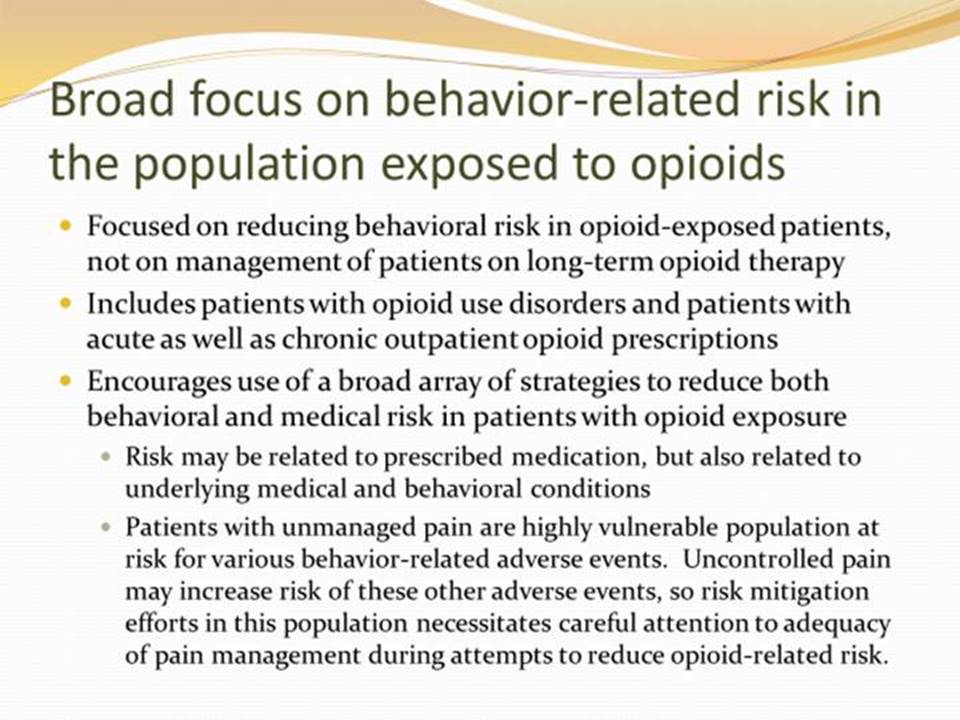 Broad focus on behavior-related risk in
the population exposed to opioids
• Focused on reducing behavioral risk in opioid-exposed patients,
not on management of patients on long-term opioid therapy
• Includes patients with opioid use disorders and patients with
acute as well as chronic outpatient opioid prescriptions
• Encourages use of a broad array of strategies to reduce both
behavioral and medical risk in patients with opioid exposure
• Risk may be related to prescribed medication, but also related to
underlying medical and behavioral conditions
• Patients with unmanaged pain are highly vulnerable population at
risk for various behavior-related adverse events.  Uncontrolled pain
may increase risk of these other adverse events, so risk mitigation
efforts in this population necessitates careful attention to adequacy
of pain management during attempts to reduce opioid-related risk.